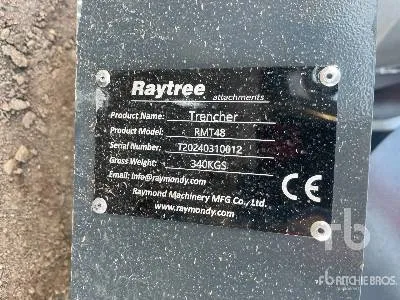 Raytree
attachments
Product Name: Trencher
Product Model: RMT48
Serial Number: T20240310012
Gross Weight: 340KGS
Email: info@raymondy.com
CE
Raymond Machinery MFG Co., Ltd.
www.raymondy.com
rb
RITCHIE BROS.